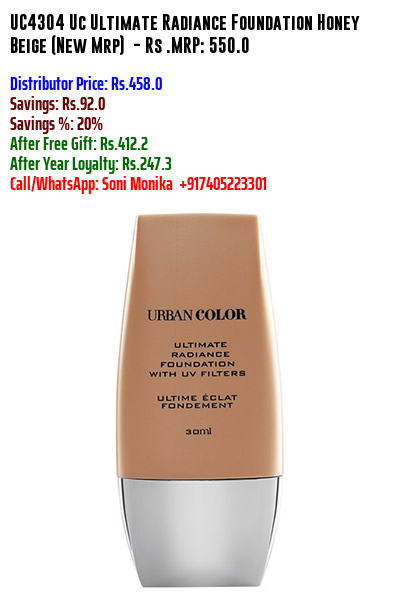 UC4304 Uc Ultimate Radiance Foundation Honey
Beige (New Mrp) - Rs .MRP: 550.0
Distributor Price: Rs.458.0
Savings: Rs.92.0
Savings %: 20%
After Free Gift: Rs.412.2
After Year Loyalty: Rs.247.3
Call/WhatsApp: Soni Monika +917405223301
URBAN COLOR
ULTIMATE
RADIANCE
FOUNDATION
WITH UV FILTERS
ULTIME ÉCLAT
FONDEMENT
30ml